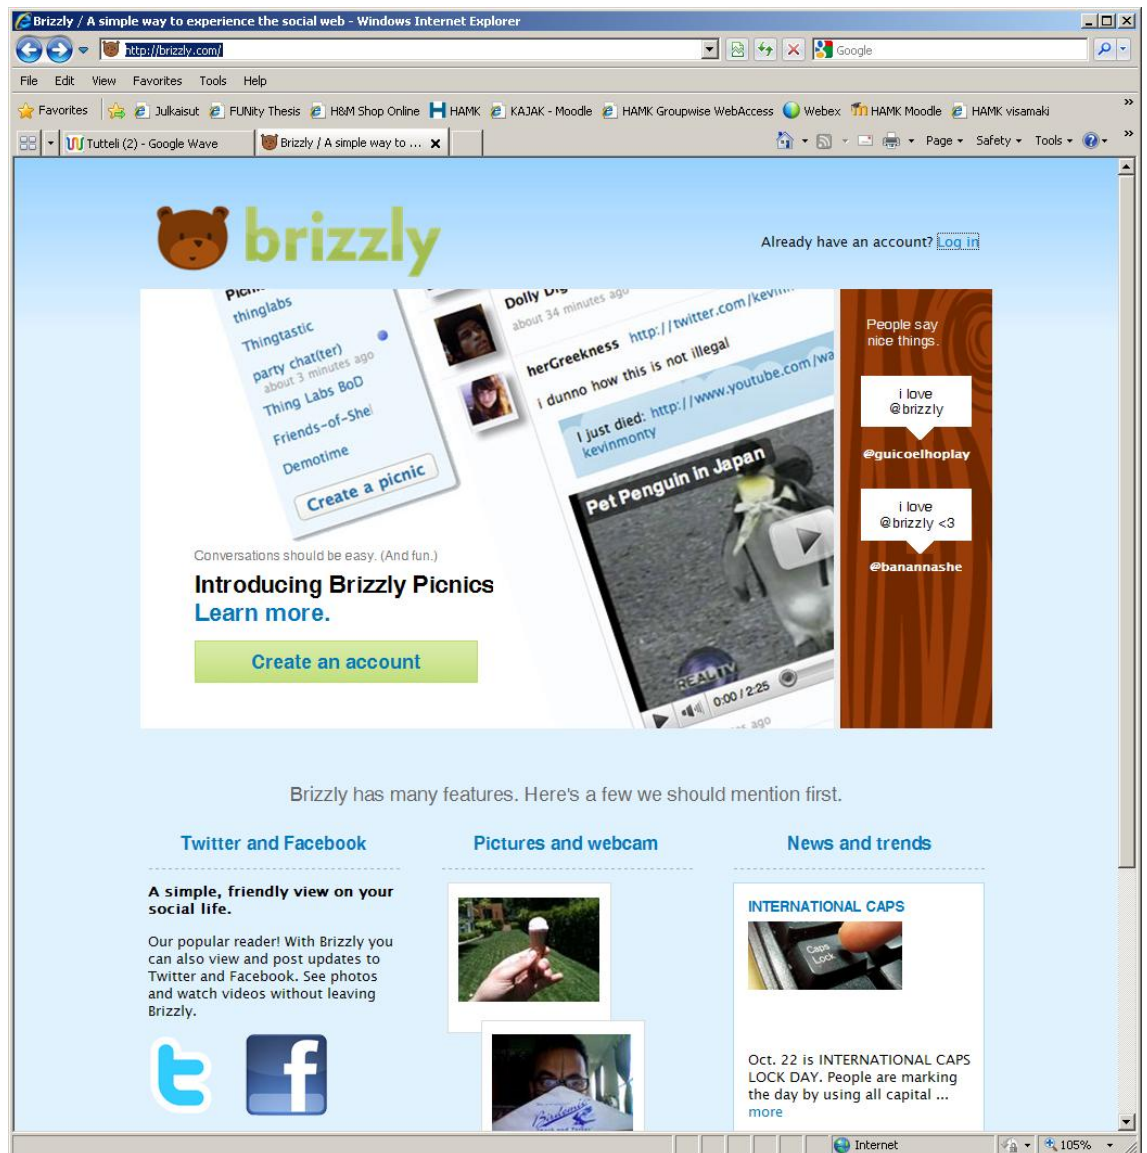 Brizzly / A simple way to experience the social web - Windows Internet Explorer
http://brizzly.com/
Google
File Edit View Favorites Tools Help
Favorites Julkaisut FUNity Thesis H&M Shop Online HAMK KAJAK - Moodle HAMK Groupwise WebAccess Webex HAMK Moodle HAMK visamaki »
Tutteli (2) - Google Wave Brizzly / A simple way to ... Page Safety Tools »
brizzly
Already have an account? Log in
thinglabs
Thingtastic
party chat(ter)
about 3 minutes ago
Thing Labs BoD
Friends-of-Shel
Demotime
Create a picnic
Dolly Dig
about 34 minutes ago
herGreekness http://twitter.com/kevinm
i dunno how this is not illegal
I just died: http://www.youtube.com/wa
kevinmonty
Pet Penguin in Japan
REAL TV
0:00 / 2:25
ago
People say
nice things.
i love
@brizzly
@guicoelhoplay
i love
@brizzly <3
@banannashe
Conversations should be easy. (And fun.)
Introducing Brizzly Picnics
Learn more.
Create an account
Brizzly has many features. Here's a few we should mention first.
Twitter and Facebook
A simple, friendly view on your
social life.
Our popular reader! With Brizzly you
can also view and post updates to
Twitter and Facebook. See photos
and watch videos without leaving
Brizzly.
t
f
Pictures and webcam
Birdemic
News and trends
INTERNATIONAL CAPS
Caps
Lock
Oct. 22 is INTERNATIONAL CAPS
LOCK DAY. People are marking
the day by using all capital ...
more
Internet
105%